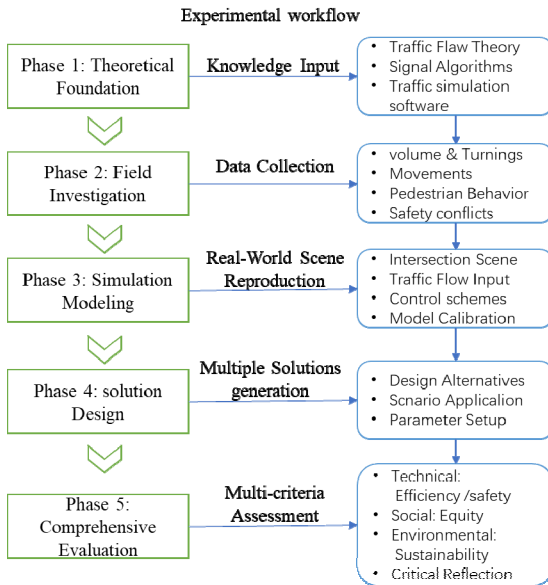 Experimental workflow
Phase 1: Theoretical
Foundation
Knowledge Input
• Traffic Flaw Theory
• Signal Algorithms
• Traffic simulation
software
Phase 2: Field
Investigation
Data Collection
• volume & Turnings
• Movements
• Pedestrian Behavior
• Safety conflicts
Phase 3: Simulation
Modeling
Real-World Scene
Reproduction
• Intersection Scene
• Traffic Flow Input
• Control schemes
• Model Calibration
Phase 4: solution
Design
Multiple Solutions
generation
• Design Alternatives
• Scnario Application
• Parameter Setup
Phase 5:
Comprehensive
Evaluation
Multi-criteria
Assessment
• Technical:
Efficiency /safety
• Social: Equity
• Environmental:
Sustainability
• Critical Reflection